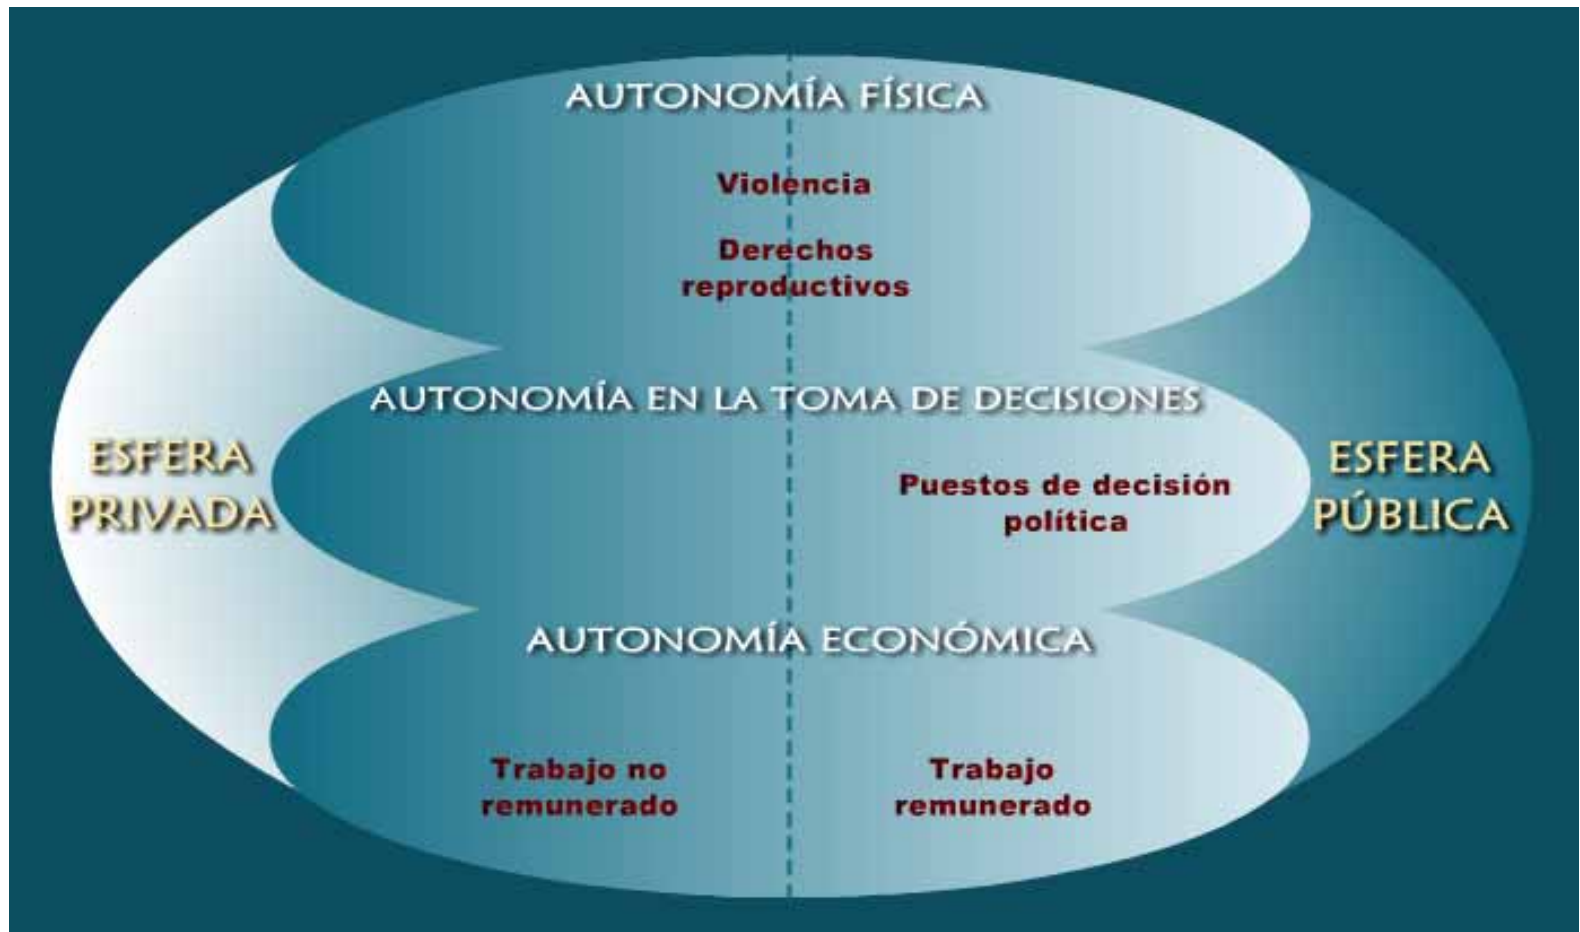 AUTONOMÍA FÍSICA
Violencia
Derechos
reproductivos
AUTONOMÍA EN LA TOMA DE DECISIONES
ESFERA
PRIVADA
Puestos de decisión
política
ESFERA
PÚBLICA
AUTONOMÍA ECONÓMICA
Trabajo no
remunerado
Trabajo
remunerado